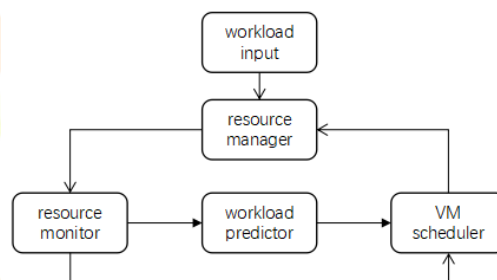 workload
input
resource
manager
resource
monitor
workload
predictor
VM
scheduler